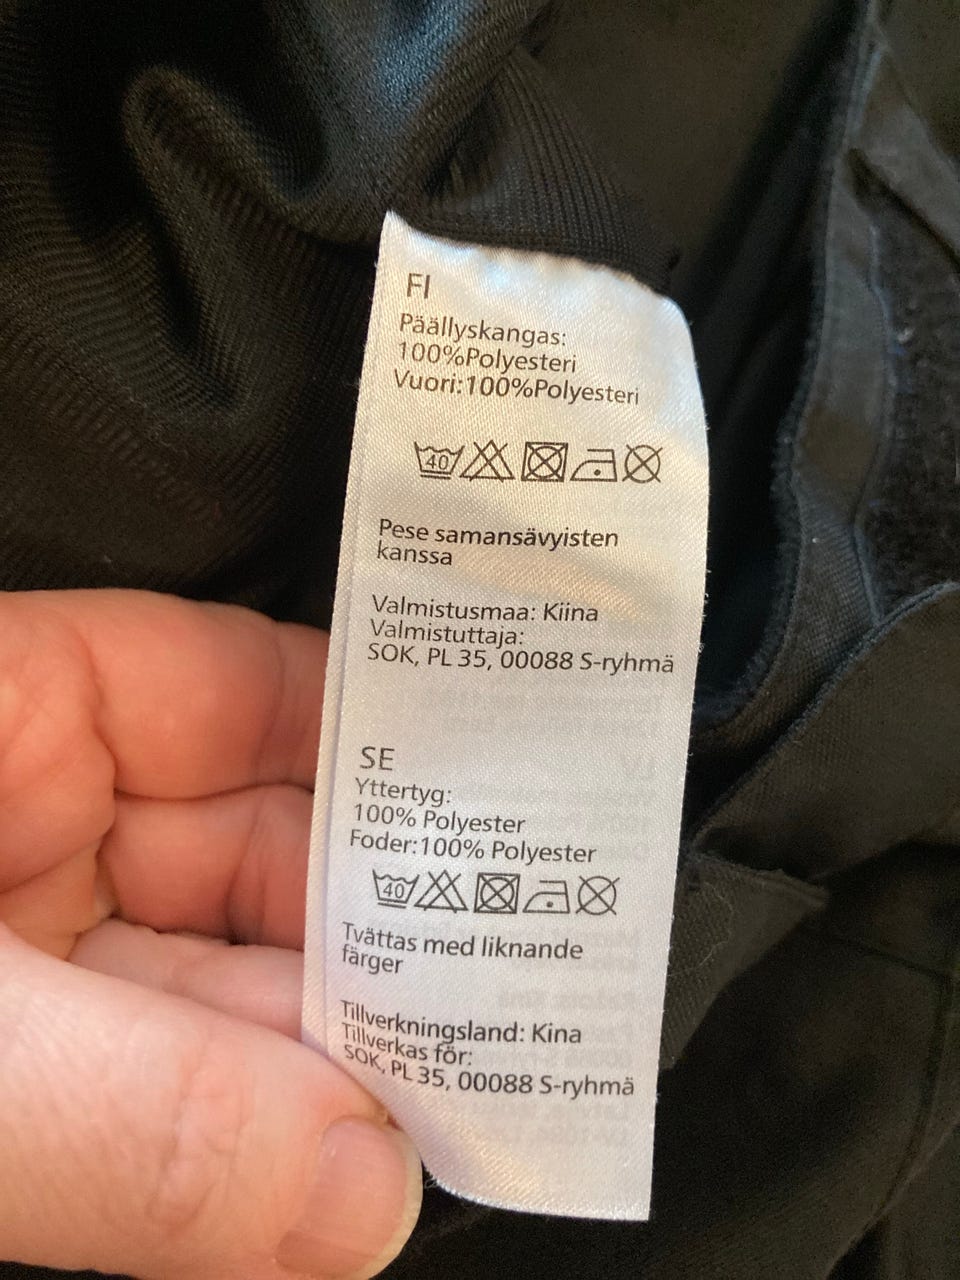 FI
Päällyskangas:
100%Polyesteri
Vuori:100%Polyesteri
40
Pese samansävyisten
kanssa
Valmistusmaa: Kiina
Valmistuttaja:
SOK, PL 35, 00088 S-ryhmä
SE
Yttertyg:
100% Polyester
Foder:100% Polyester
40
Tvättas med liknande
färger
Tillverkningsland: Kina
Tillverkas för:
SOK, PL 35, 00088 S-ryhmä